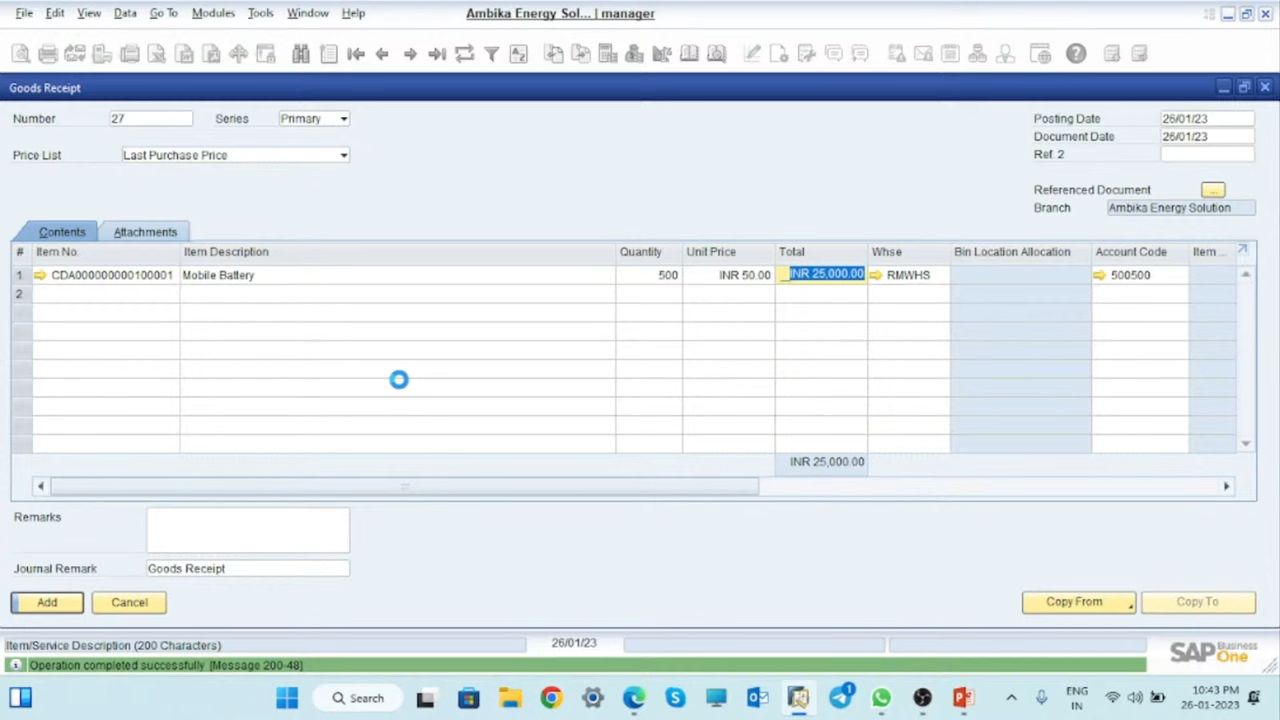 File Edit View Data Go To Modules Tools Window Help Ambika Energy Sol... | manager
Goods Receipt
Number 27 Series Primary Posting Date 26/01/23
Document Date 26/01/23
Price List Last Purchase Price Ref. 2
Referenced Document ...
Branch Ambika Energy Solution
Contents Attachments
# Item No. Item Description Quantity Unit Price Total Whse Bin Location Allocation Account Code Item ...
1 CDA000000000100001 Mobile Battery 500 INR 50.00 INR 25,000.00 RMWHS 500500
2
INR 25,000.00
Remarks
Journal Remark Goods Receipt
Add Cancel Copy From Copy To
Item/Service Description (200 Characters) 26/01/23
SAP Business One
Operation completed successfully [Message 200-48]
Search 1 ENG IN 10:43 PM 26-01-2023